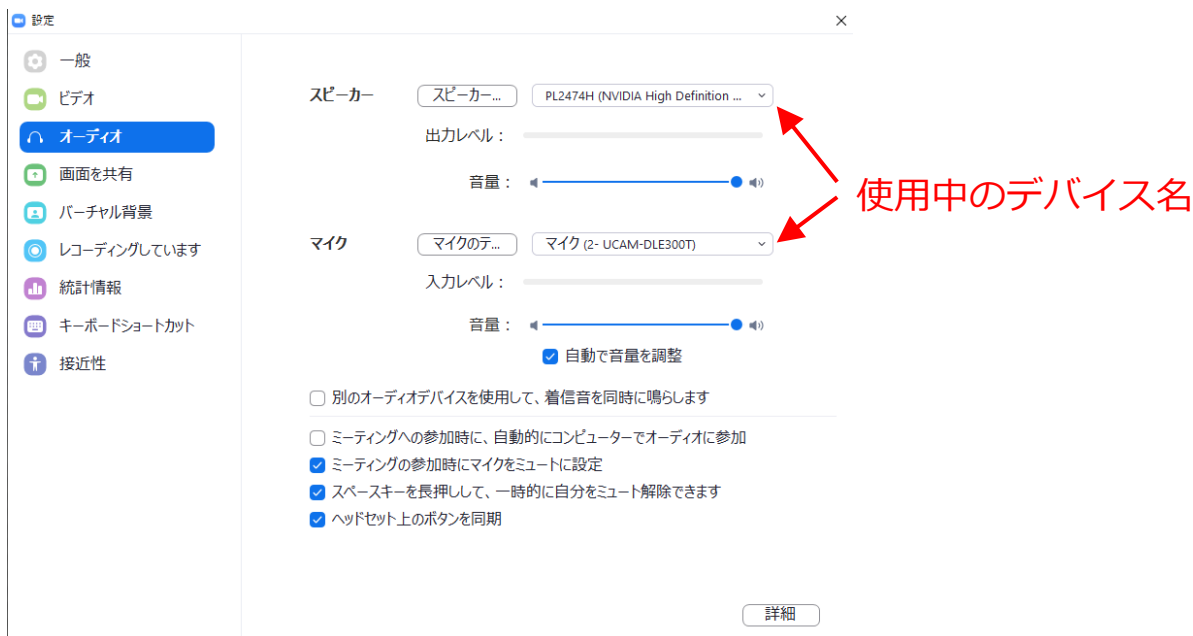 設定
一般
ビデオ
オーディオ
画面を共有
バーチャル背景
レコーディングしています
統計情報
キーボードショートカット
接近性
スピーカー スピーカー... PL2474H (NVIDIA High Definition ...
出力レベル：
音量：
マイク マイクのテ... マイク (2- UCAM-DLE300T)
入力レベル：
音量：
自動で音量を調整
別のオーディオデバイスを使用して、着信音を同時に鳴らします
ミーティングへの参加時に、自動的にコンピューターでオーディオに参加
ミーティングの参加時にマイクをミュートに設定
スペースキーを長押しして、一時的に自分をミュート解除できます
ヘッドセット上のボタンを同期
詳細
使用中のデバイス名